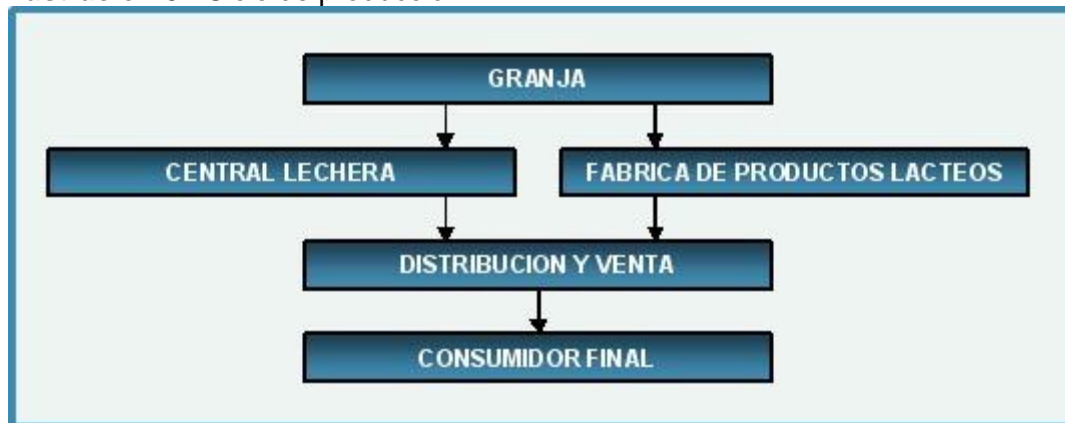 GRANJA
CENTRAL LECHERA
FABRICA DE PRODUCTOS LACTEOS
DISTRIBUCION Y VENTA
CONSUMIDOR FINAL